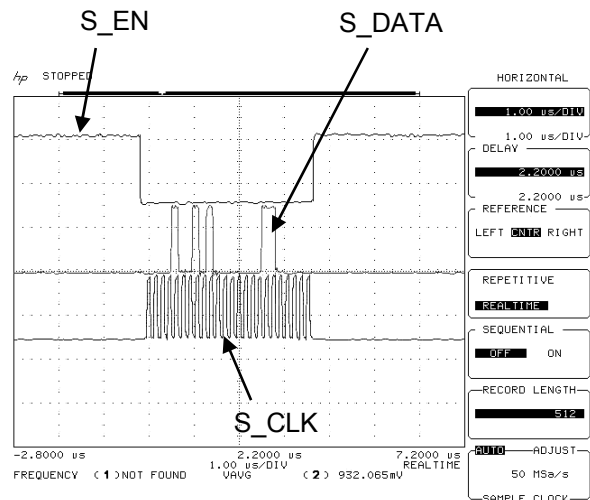 S_EN
S_DATA
hp STOPPED
HORIZONTAL
1.00 us/DIV
1.00 us/DIV
DELAY
2.2000 us
2.2000 us
REFERENCE
LEFT CNTR RIGHT
REPETITIVE
REALTIME
SEQUENTIAL
OFF ON
RECORD LENGTH
512
AUTO ADJUST
50 MSa/s
SAMPLE CLOCK
S_CLK
-2.8000 us 2.2000 us 7.2000 us
1.00 us/DIV REALTIME
FREQUENCY (1) NOT FOUND VAVG (2) 932.065mV